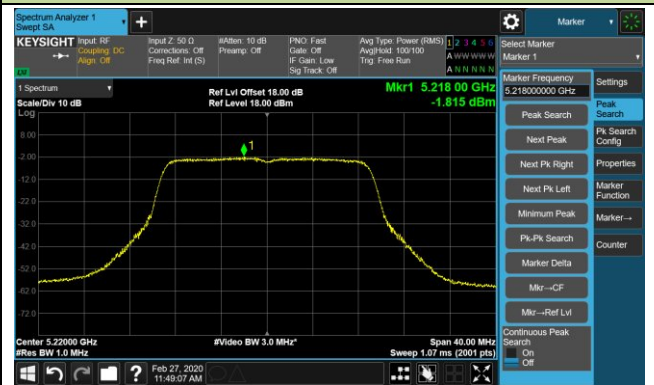 Spectrum Analyzer 1
Swept SA
+
Marker
KEYSIGHT
Input: RF
Coupling: DC
Align: Off
Input Z: 50 Ω
Corrections: Off
Freq Ref: Int (S)
#Atten: 10 dB
Preamp: Off
PNO: Fast
Gate: Off
IF Gain: Low
Sig Track: Off
Avg Type: Power (RMS)
Avg|Hold: 100/100
Trig: Free Run
1 2 3 4 5 6
A W W W W W
A N N N N N
LXI
Select Marker
Marker 1
1 Spectrum
Scale/Div 10 dB
Ref Lvl Offset 18.00 dB
Ref Level 18.00 dBm
Mkr1 5.218 00 GHz
-1.815 dBm
Log
8.00
-2.00
-12.0
-22.0
-32.0
-42.0
-52.0
-62.0
-72.0
1
Center 5.22000 GHz
#Res BW 1.0 MHz
#Video BW 3.0 MHz*
Span 40.00 MHz
Sweep 1.07 ms (2001 pts)
Marker Frequency
5.218000000 GHz
Peak Search
Next Peak
Next Pk Right
Next Pk Left
Minimum Peak
Pk-Pk Search
Marker Delta
Mkr→CF
Mkr→Ref Lvl
Continuous Peak
Search
On
Off
Settings
Peak
Search
Pk Search
Config
Properties
Marker
Function
Marker→
Counter
?
Feb 27, 2020
11:49:07 AM